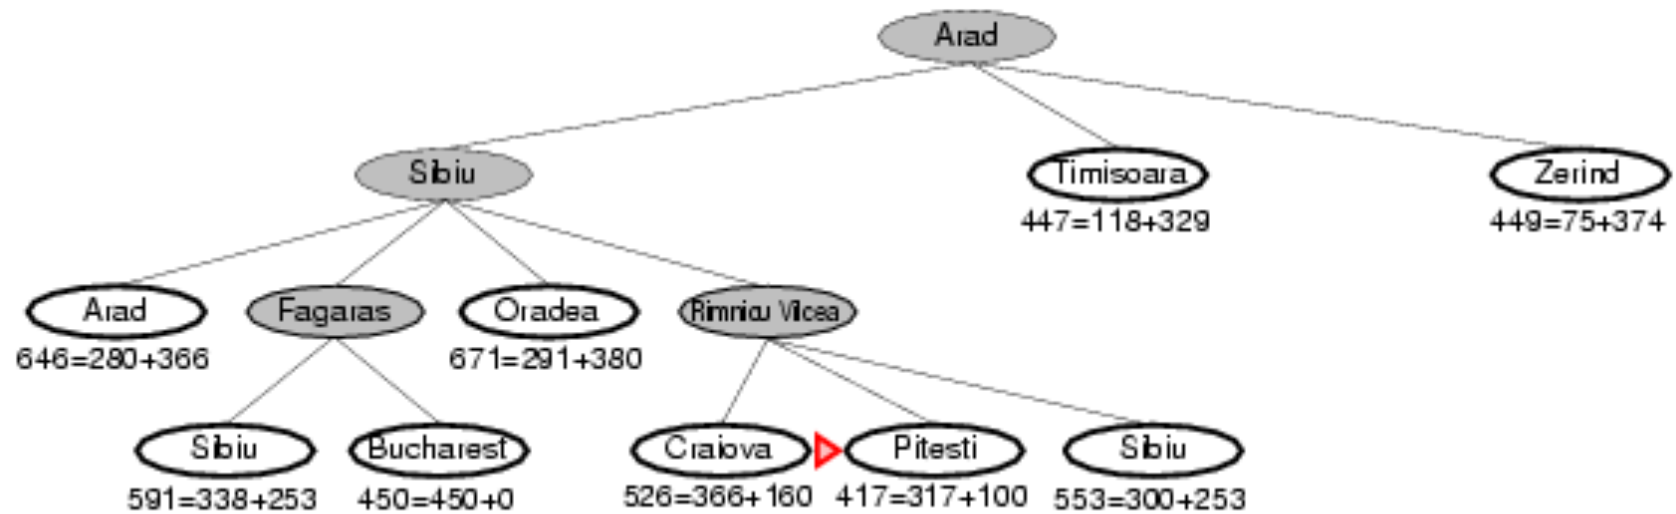 Arad
Sibiu
Timisoara
Zerind
447=118+329
449=75+374
Arad
Fagaras
Oradea
Rimnicu Vilcea
646=280+366
671=291+380
Sibiu
Bucharest
Craiova
Pitesti
Sibiu
591=338+253
450=450+0
526=366+160
417=317+100
553=300+253